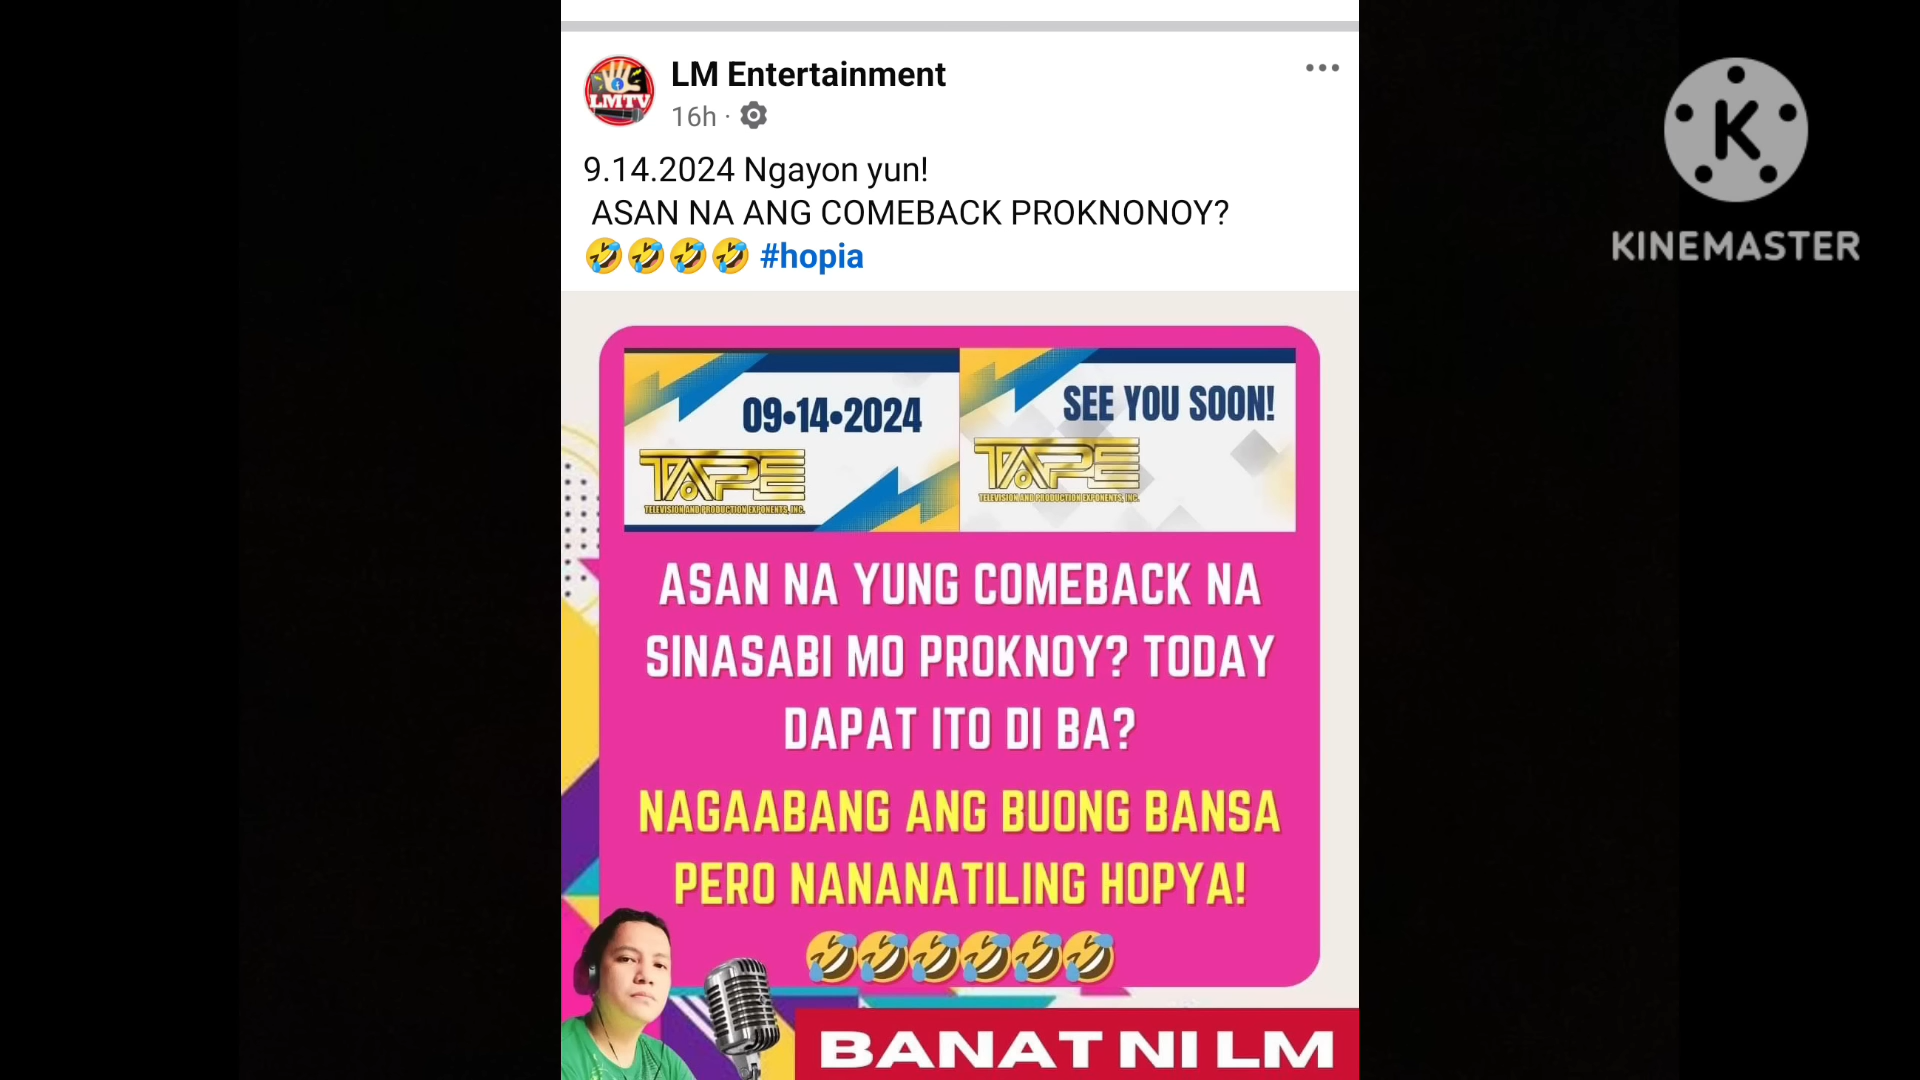 LM Entertainment
16h ·
9.14.2024 Ngayon yun!
ASAN NA ANG COMEBACK PROKNONOY?
🤣🤣🤣🤣 #hopia
LMTV
K
KINEMASTER
09•14•2024
TAPE
TELEVISION AND PRODUCTION EXPONENTS, INC.
SEE YOU SOON!
TAPE
TELEVISION AND PRODUCTION EXPONENTS, INC.
ASAN NA YUNG COMEBACK NA
SINASABI MO PROKNOY? TODAY
DAPAT ITO DI BA?
NAGAABANG ANG BUONG BANSA
PERO NANANATILING HOPYA!
🤣🤣🤣🤣🤣🤣
BANAT NI LM